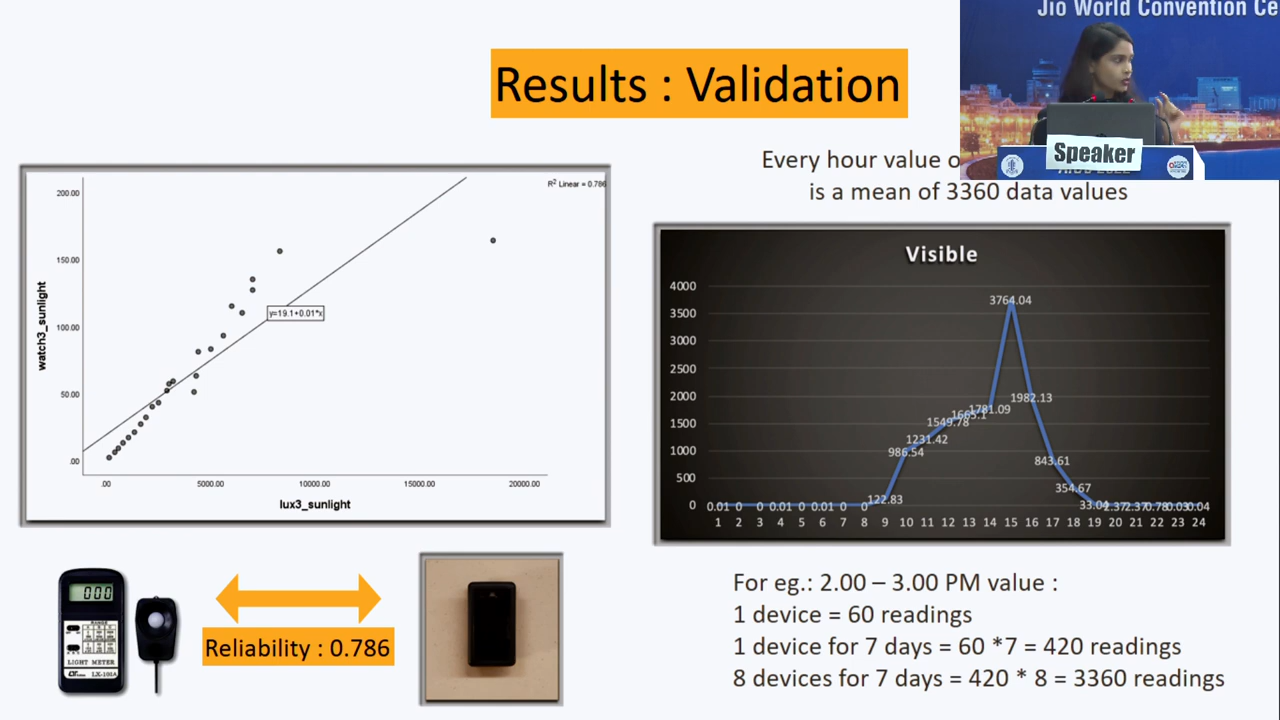 Jio World Convention Ce
Results : Validation
Speaker
Every hour value o
is a mean of 3360 data values
R² Linear = 0.786
200.00
150.00
100.00
50.00
.00
watch3_sunlight
y=19.1+0.01*x
.00 5000.00 10000.00 15000.00 20000.00
lux3_sunlight
Visible
4000
3500
3000
2500
2000
1500
1000
500
0
3764.04
1982.13
1781.09
1665.1
1549.78
1231.42
986.54
843.61
354.67
122.83
33.04
0.01 0 0 0.01 0 0.01 0 0 2.37 2.37 0.78 0.03 0.04
1 2 3 4 5 6 7 8 9 10 11 12 13 14 15 16 17 18 19 20 21 22 23 24
000
RANGE
LIGHT METER
LX-101A
Reliability : 0.786
For eg.: 2.00 – 3.00 PM value :
1 device = 60 readings
1 device for 7 days = 60 *7 = 420 readings
8 devices for 7 days = 420 * 8 = 3360 readings